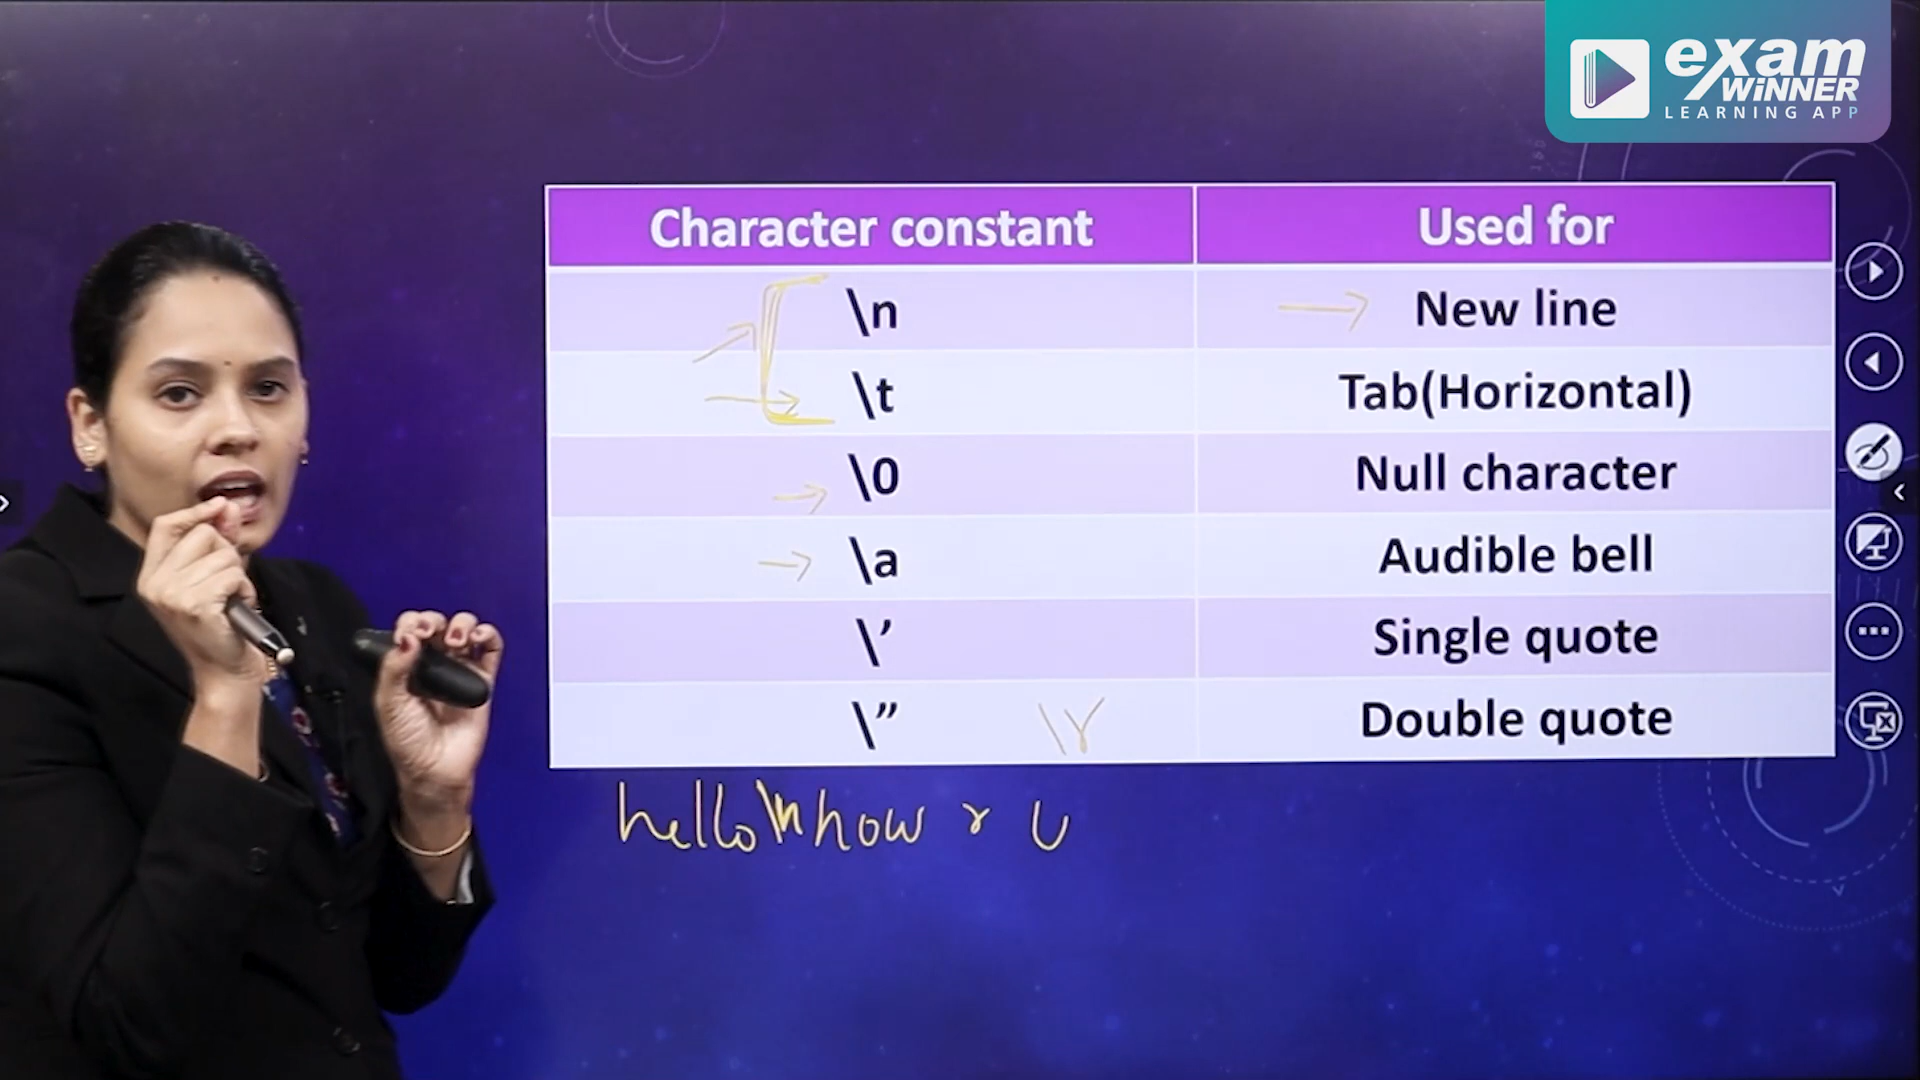 exam
WiNNER
LEARNING APP
Character constant Used for
\n New line
\t Tab(Horizontal)
\0 Null character
\a Audible bell
\’ Single quote
\” \r Double quote
hello\nhow r U